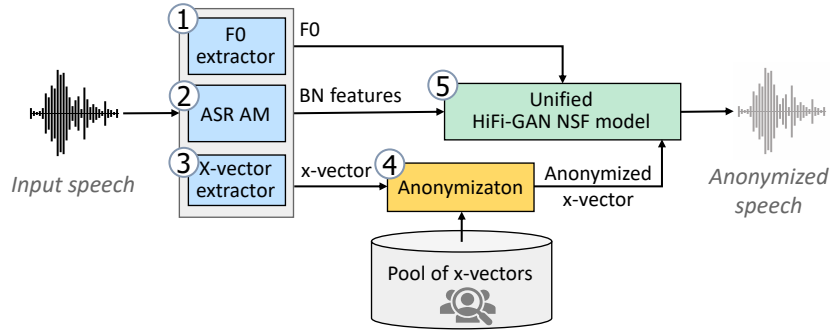 1
F0
extractor
F0
2
ASR AM
BN features
3
X-vector
extractor
x-vector
4
Anonymizaton
Anonymized
x-vector
5
Unified
HiFi-GAN NSF model
Input speech
Anonymized
speech
Pool of x-vectors